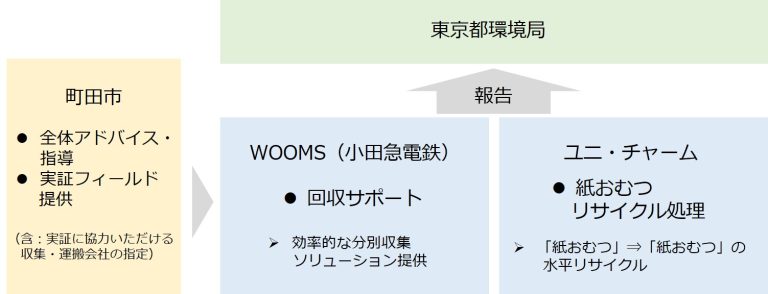 東京都環境局
報告
町田市
● 全体アドバイス・
指導
● 実証フィールド
提供
（含：実証に協力いただける
収集・運搬会社の指定）
WOOMS（小田急電鉄）
● 回収サポート
➢ 効率的な分別収集
ソリューション提供
ユニ・チャーム
● 紙おむつ
リサイクル処理
➢ 「紙おむつ」⇒「紙おむつ」の
水平リサイクル